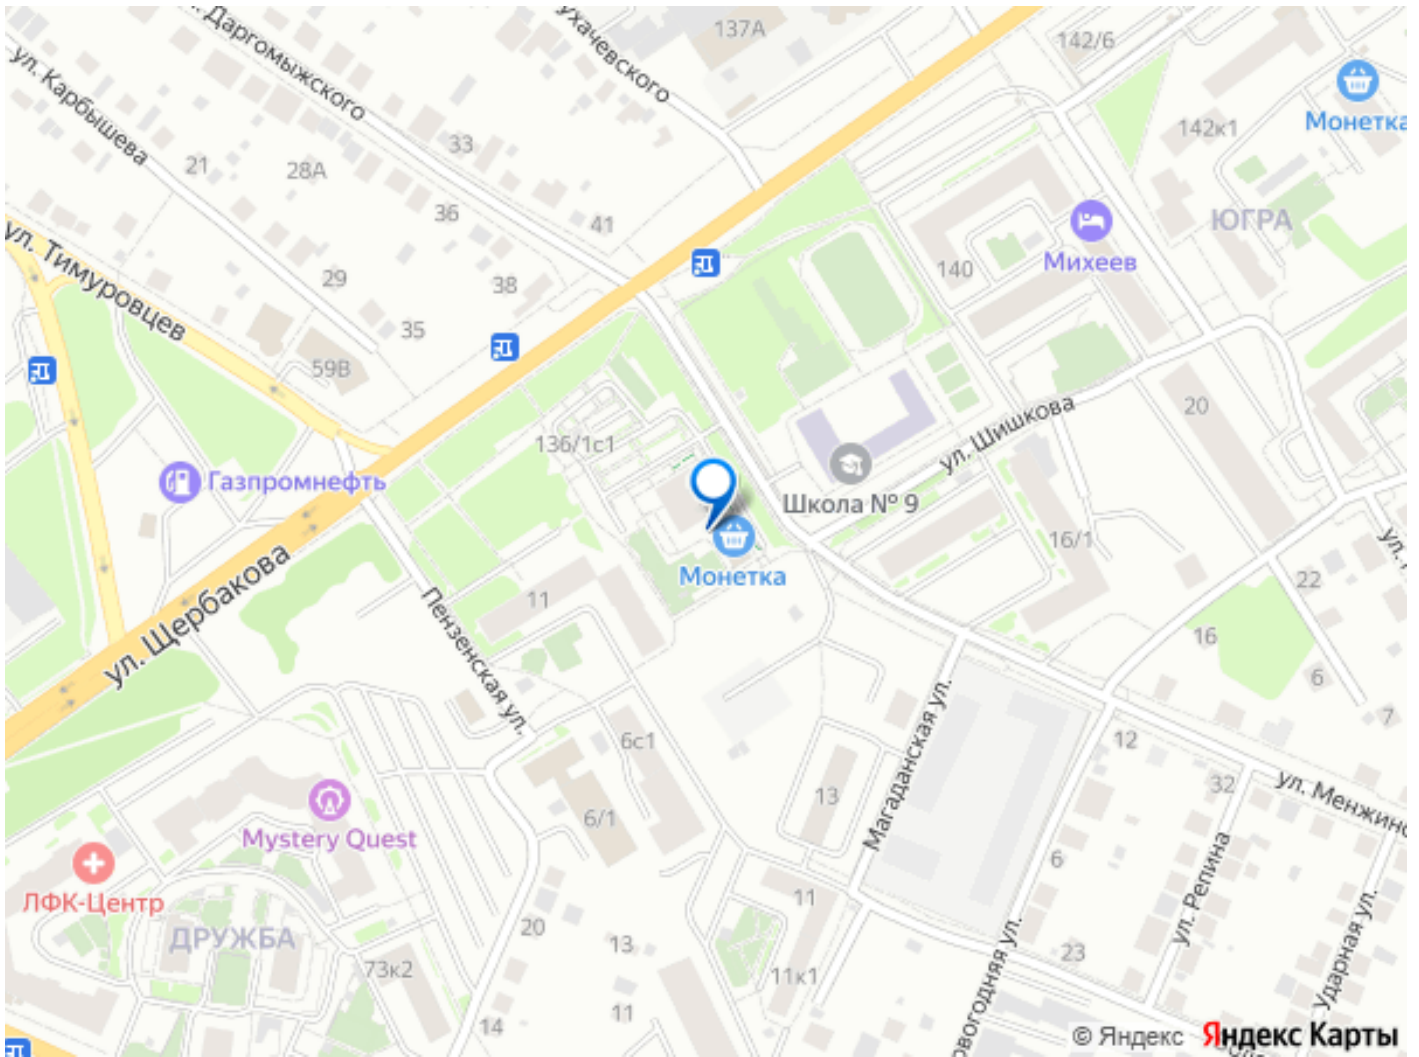 ул. Даргомыжского
137А
142/6
ул. Карбышева
Монетка
142к1
33
21
28А
36
41
ЮГРА
ул. Тимуровцев
Михеев
140
29
38
35
59В
20
ул. Шишкова
136/1с1
Газпромнефть
Школа № 9
16/1
ул. Щербакова
Монетка
22
11
Пензенская ул.
16
6
7
6с1
12
Магаданская ул.
32
13
6/1
Mystery Quest
6
ЛФК-Центр
11
ул. Репина
ДРУЖБА
20
13
23
Ударная ул.
73к2
11к1
14
11
© Яндекс
Яндекс Карты